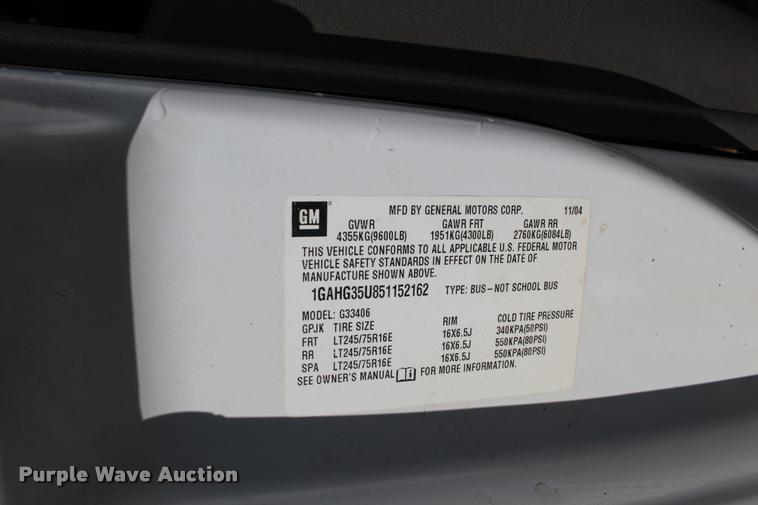 GM
MFD BY GENERAL MOTORS CORP. 11/04
GVWR GAWR FRT GAWR RR
4355KG(9600LB) 1951KG(4300LB) 2760KG(6084LB)
THIS VEHICLE CONFORMS TO ALL APPLICABLE U.S. FEDERAL MOTOR
VEHICLE SAFETY STANDARDS IN EFFECT ON THE DATE OF
MANUFACTURE SHOWN ABOVE.
1GAHG35U851152162 TYPE: BUS-NOT SCHOOL BUS
MODEL: G33406
GPJK TIRE SIZE RIM COLD TIRE PRESSURE
FRT LT245/75R16E 16X6.5J 340KPA(50PSI)
RR LT245/75R16E 16X6.5J 550KPA(80PSI)
SPA LT245/75R16E 16X6.5J 550KPA(80PSI)
SEE OWNER'S MANUAL FOR MORE INFORMATION.
Purple Wave Auction